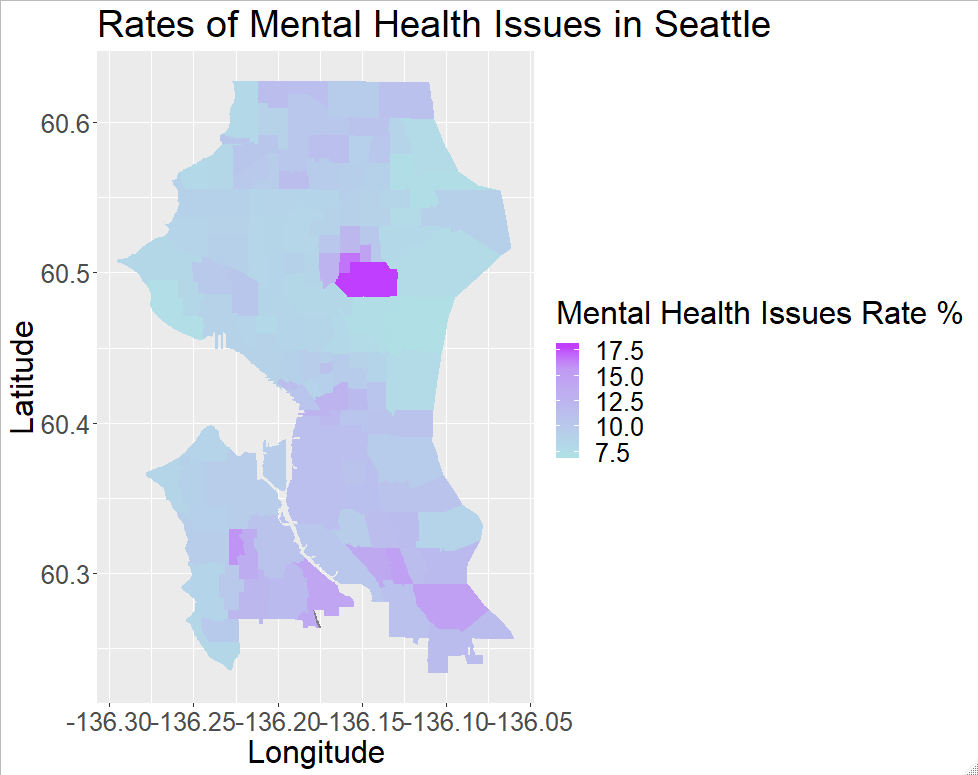 Rates of Mental Health Issues in Seattle
60.6
60.5
60.4
60.3
Latitude
-136.30 -136.25 -136.20 -136.15 -136.10 -136.05
Longitude
Mental Health Issues Rate %
17.5
15.0
12.5
10.0
7.5